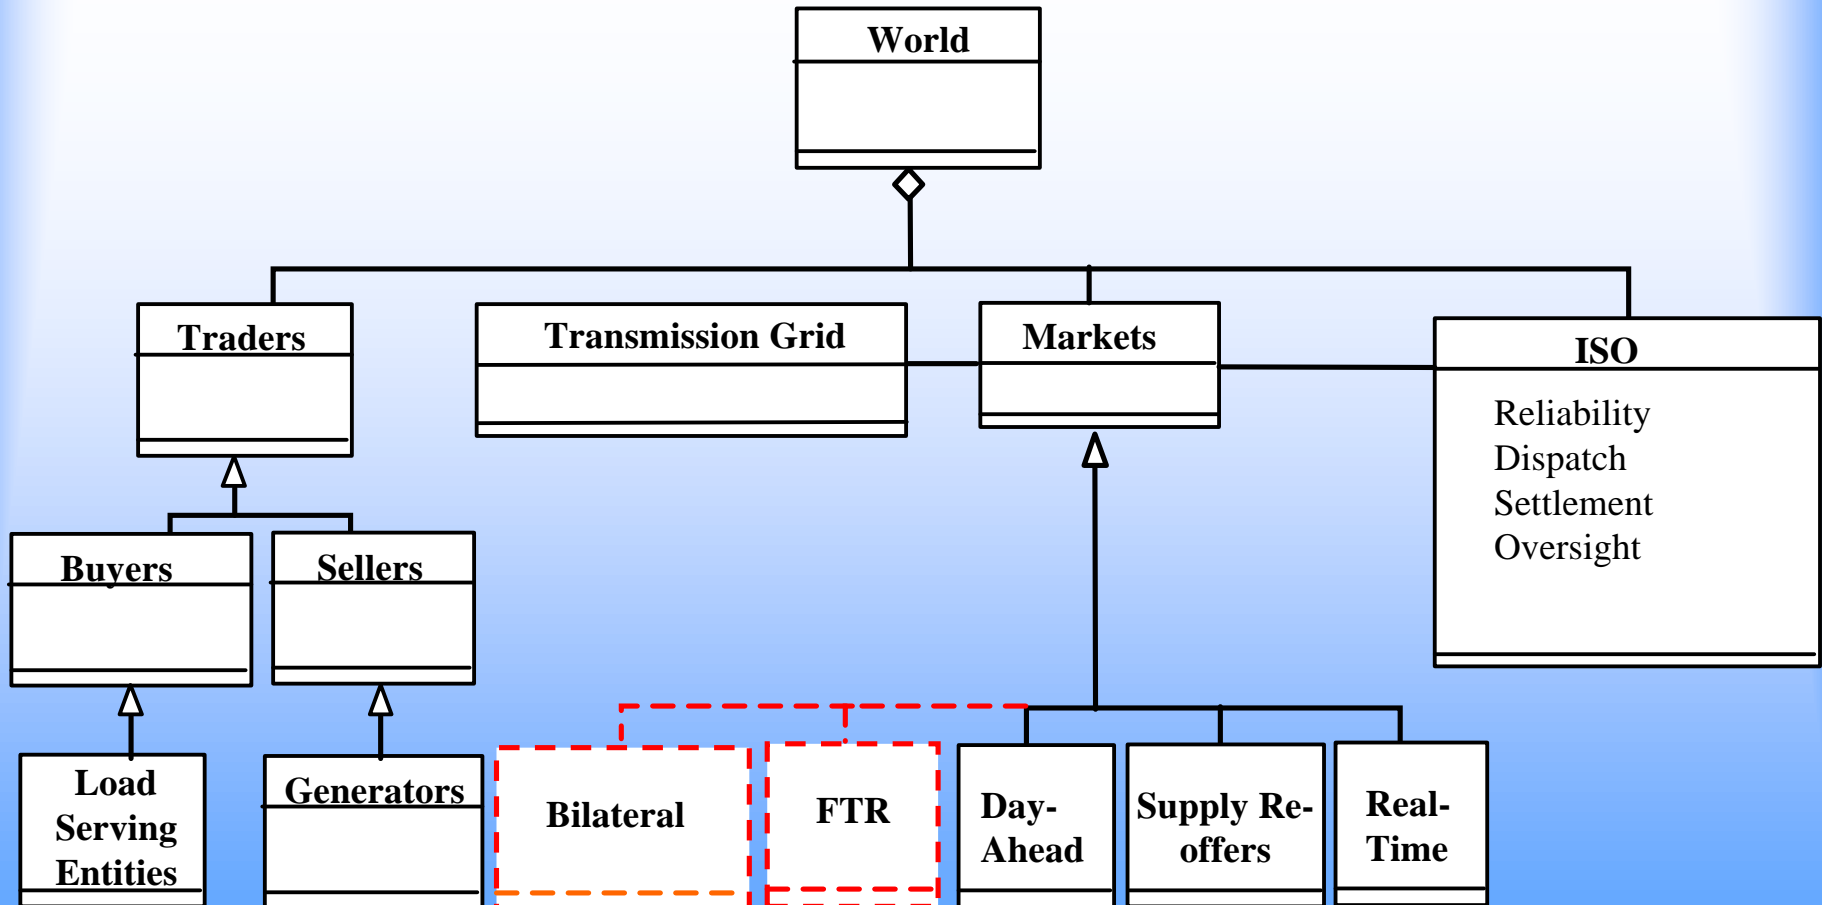 World
Traders
Transmission Grid
Markets
ISO
Reliability
Dispatch
Settlement
Oversight
Buyers
Sellers
Load
Serving
Entities
Generators
Bilateral
FTR
Day-
Ahead
Supply Re-
offers
Real-
Time